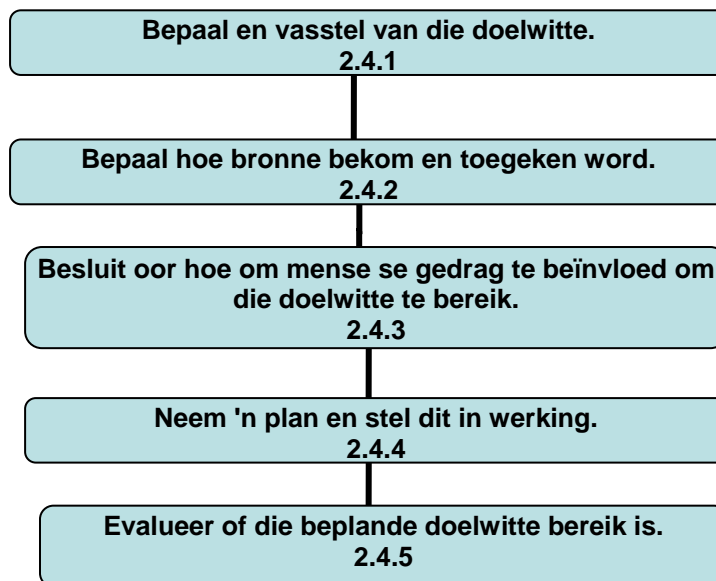 Bepaal en vasstel van die doelwitte.
2.4.1
Bepaal hoe bronne bekom en toegeken word.
2.4.2
Besluit oor hoe om mense se gedrag te beïnvloed om
die doelwitte te bereik.
2.4.3
Neem 'n plan en stel dit in werking.
2.4.4
Evalueer of die beplande doelwitte bereik is.
2.4.5